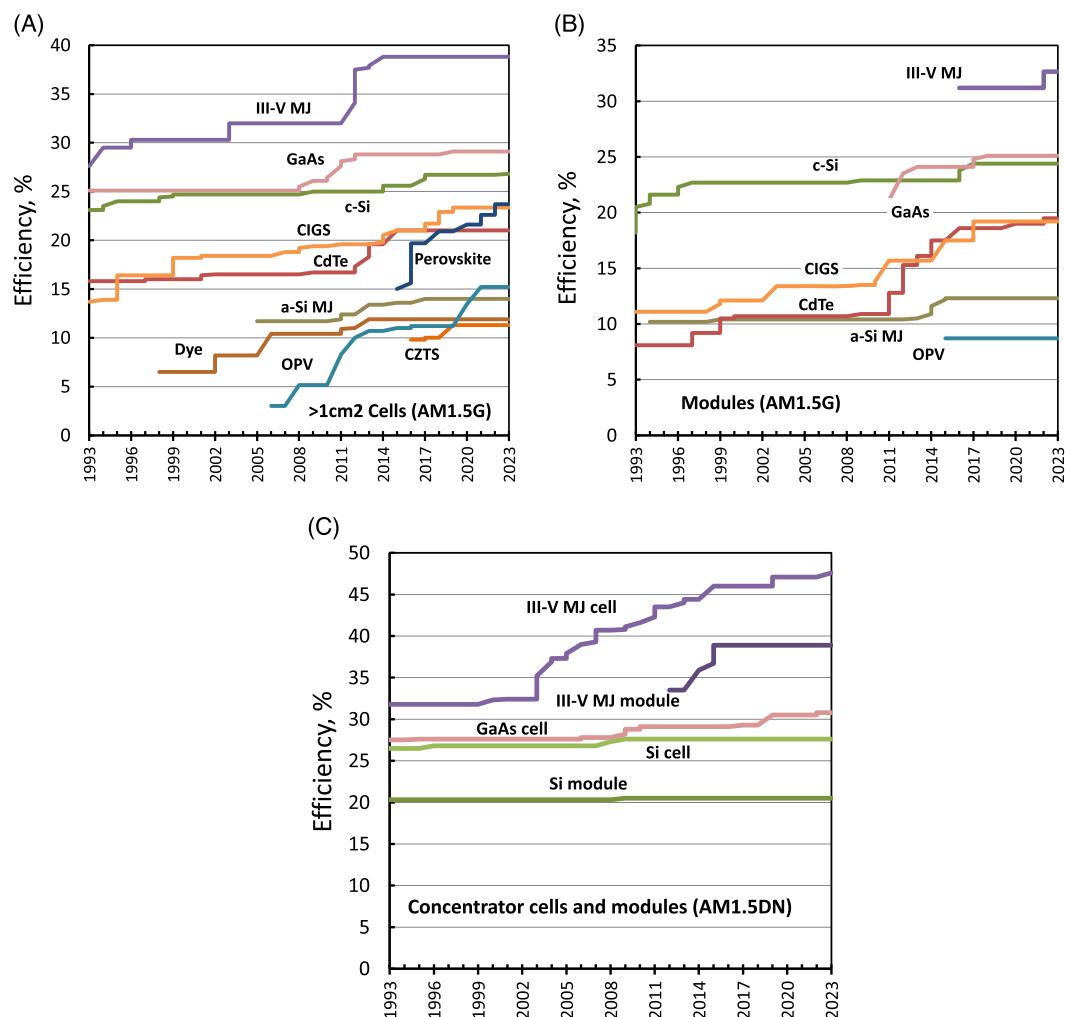 (A)
40
35
30
25
20
15
10
5
0
Efficiency, %
III-V MJ
GaAs
c-Si
CIGS
CdTe
Perovskite
a-Si MJ
Dye
OPV
CZTS
>1cm2 Cells (AM1.5G)
1993 1996 1999 2002 2005 2008 2011 2014 2017 2020 2023
(B)
35
30
25
20
15
10
5
0
Efficiency, %
III-V MJ
c-Si
GaAs
CIGS
CdTe
a-Si MJ
OPV
Modules (AM1.5G)
1993 1996 1999 2002 2005 2008 2011 2014 2017 2020 2023
(C)
50
45
40
35
30
25
20
15
10
5
0
Efficiency, %
III-V MJ cell
III-V MJ module
GaAs cell
Si cell
Si module
Concentrator cells and modules (AM1.5DN)
1993 1996 1999 2002 2005 2008 2011 2014 2017 2020 2023